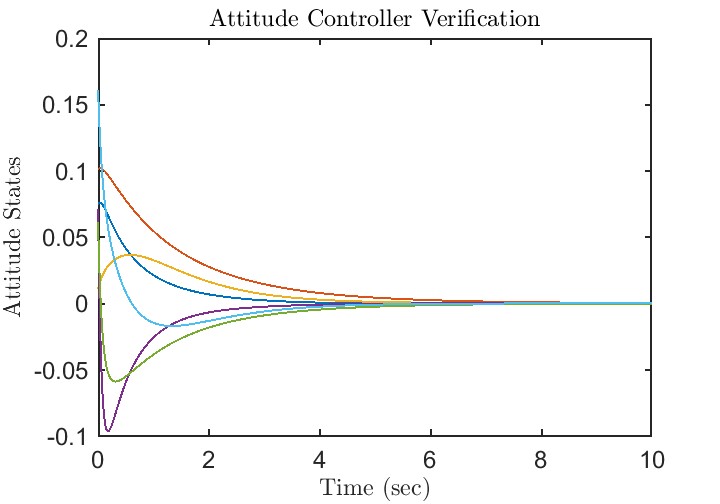 Attitude Controller Verification
0.2
0.15
0.1
0.05
0
-0.05
-0.1
Attitude States
0 2 4 6 8 10
Time (sec)